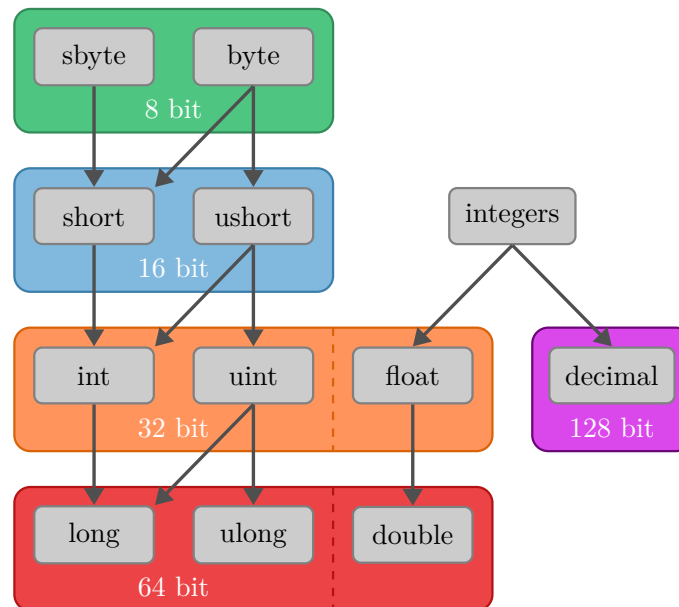 sbyte byte
8 bit
short ushort integers
16 bit
int uint float decimal
32 bit 128 bit
long ulong double
64 bit